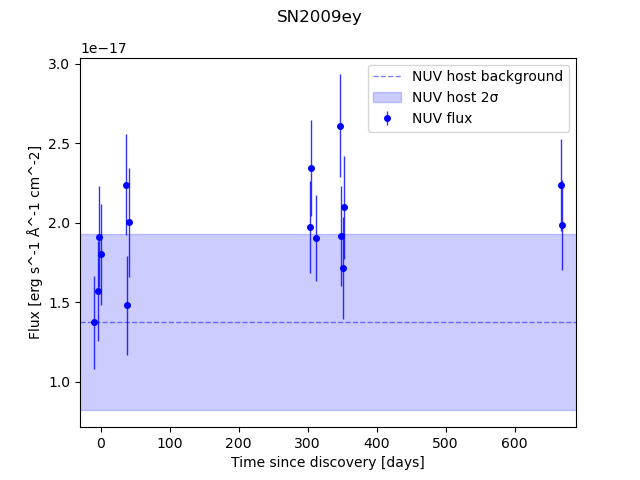 SN2009ey
1e−17
3.0
2.5
2.0
1.5
1.0
Flux [erg s^-1 Å^-1 cm^-2]
NUV host background
NUV host 2σ
NUV flux
0 100 200 300 400 500 600
Time since discovery [days]